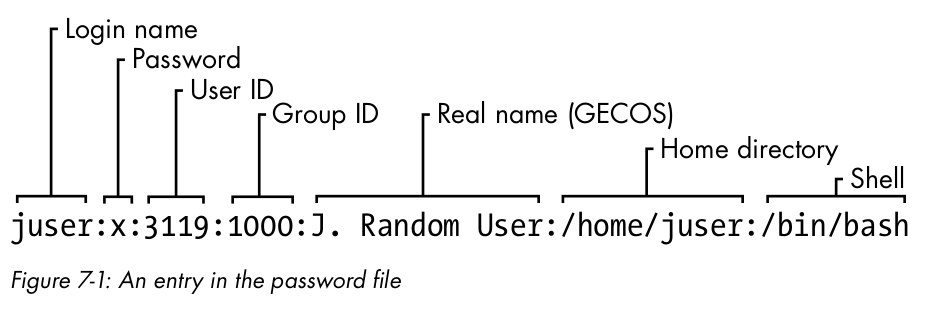 Login name
Password
User ID
Group ID
Real name (GECOS)
Home directory
Shell
juser:x:3119:1000:J. Random User:/home/juser:/bin/bash
Figure 7-1: An entry in the password file